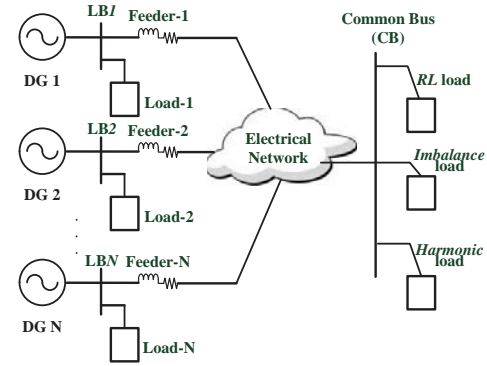 LB1 Feeder-1
DG 1
Load-1
LB2 Feeder-2
DG 2
Load-2
LBN Feeder-N
DG N
Load-N
Electrical
Network
Common Bus
(CB)
RL load
Imbalance
load
Harmonic
load